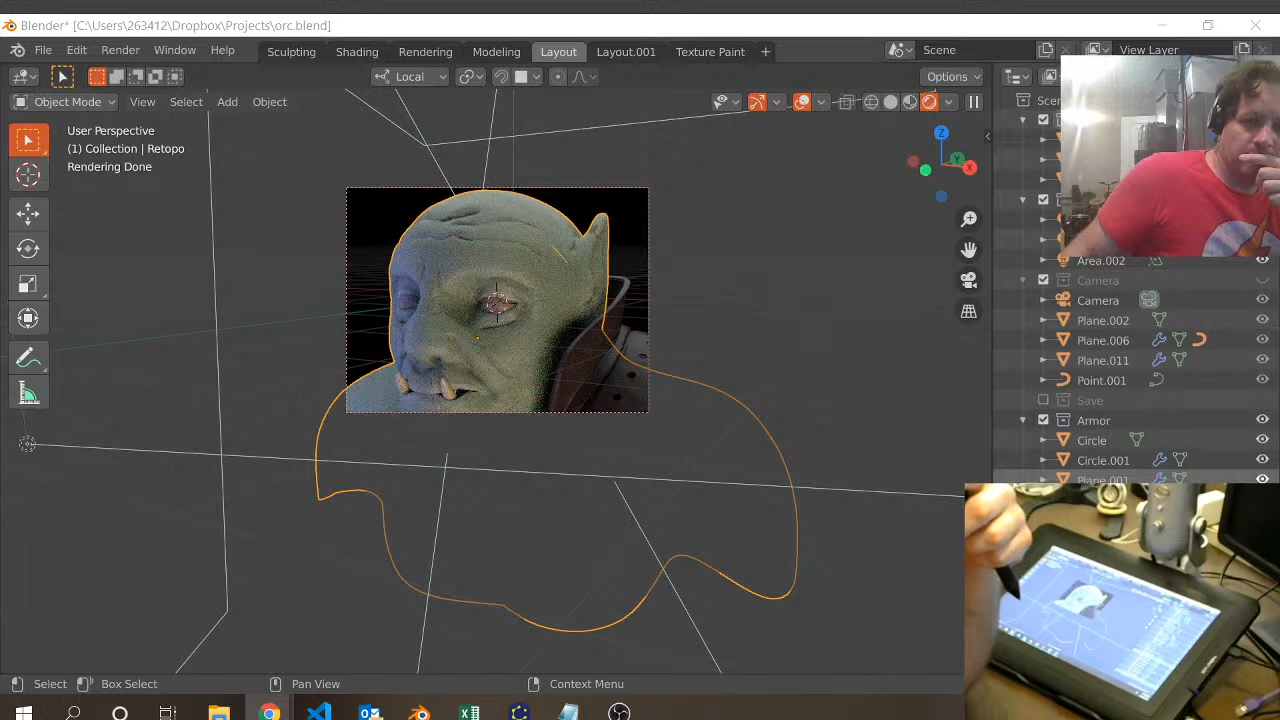 Blender* [C:\Users\263412\Dropbox\Projects\orc.blend]
File Edit Render Window Help Sculpting Shading Rendering Modeling Layout Layout.001 Texture Paint + Scene View Layer
Local Options
Object Mode View Select Add Object
User Perspective
(1) Collection | Retopo
Rendering Done
Z
Y
X
Area.002
Camera
Camera
Plane.002
Plane.006
Plane.011
Point.001
Save
Armor
Circle
Circle.001
Plane.001
Select Box Select Pan View Context Menu